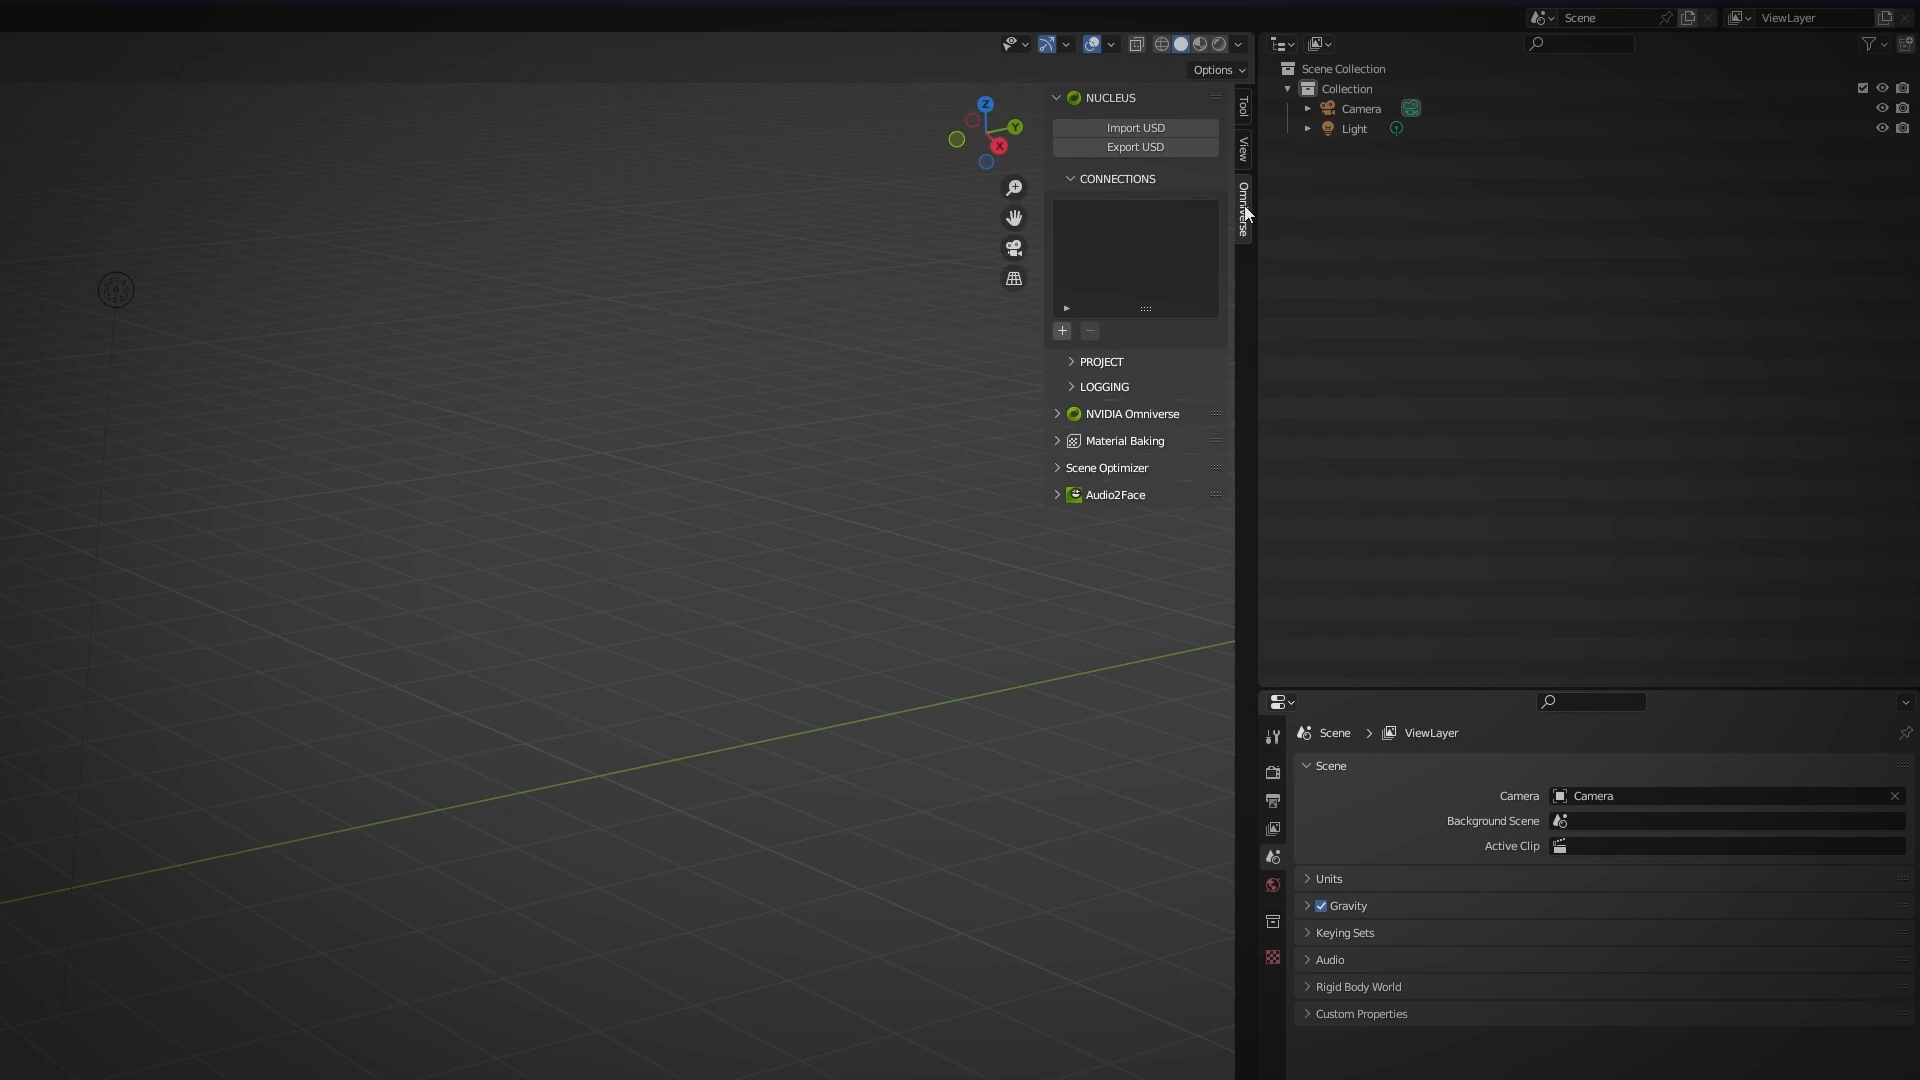 Scene
ViewLayer
Options
Z
Y
X
NUCLEUS
Import USD
Export USD
CONNECTIONS
PROJECT
LOGGING
NVIDIA Omniverse
Material Baking
Scene Optimizer
Audio2Face
Tool
View
Omniverse
Scene Collection
Collection
Camera
Light
Scene
ViewLayer
Scene
Camera
Camera
Background Scene
Active Clip
Units
Gravity
Keying Sets
Audio
Rigid Body World
Custom Properties